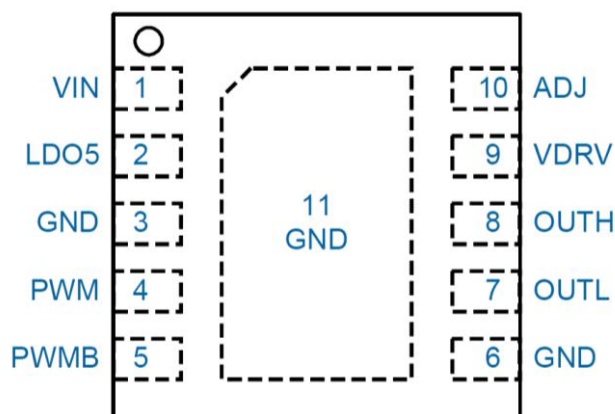 VIN 1 10 ADJ
LDO5 2 9 VDRV
GND 3 11 8 OUTH
GND
PWM 4 7 OUTL
PWMB 5 6 GND